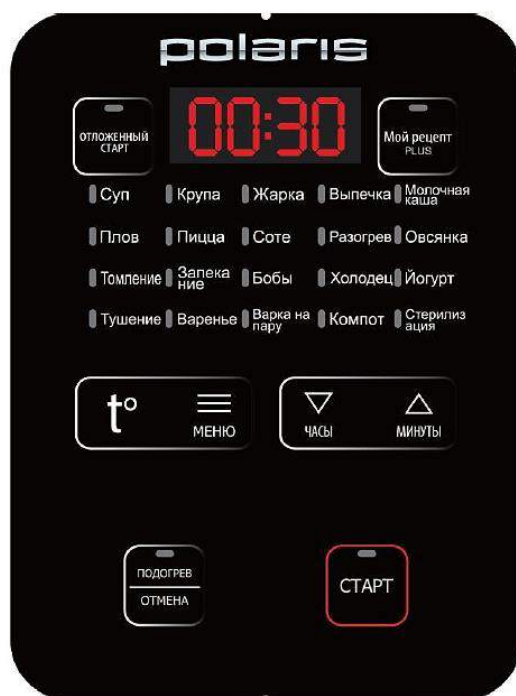 polaris
ОТЛОЖЕННЫЙ
СТАРТ
00:30
Мой рецепт
PLUS
Суп Крупа Жарка Выпечка Молочная
каша
Плов Пицца Соте Разогрев Овсянка
Томление Запека
ние Бобы Холодец Йогурт
Тушение Варенье Варка на
пару Компот Стерилиз
ация
t° МЕНЮ ЧАСЫ МИНУТЫ
ПОДОГРЕВ
ОТМЕНА
СТАРТ